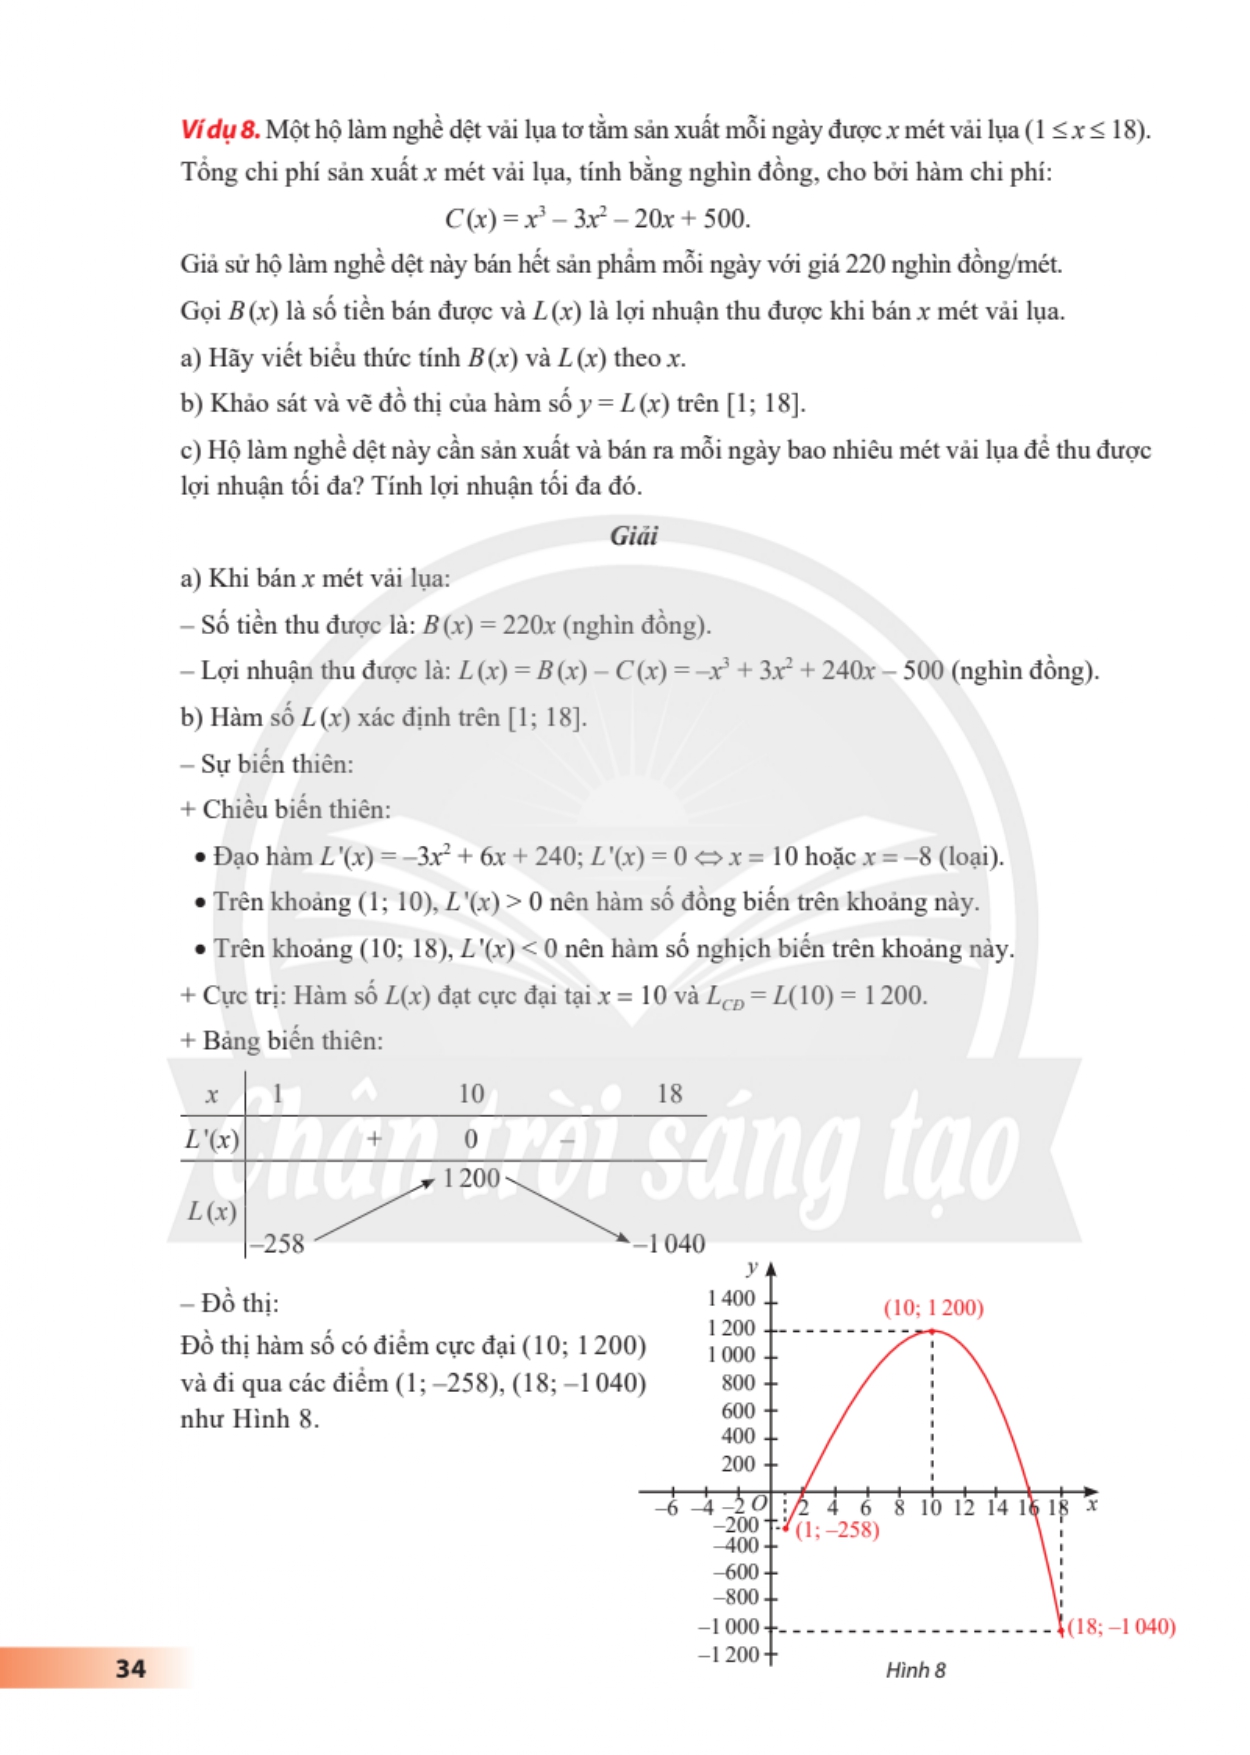 Ví dụ 8. Một hộ làm nghề dệt vải lụa tơ tằm sản xuất mỗi ngày được x mét vải lụa (1 ≤ x ≤ 18).
Tổng chi phí sản xuất x mét vải lụa, tính bằng nghìn đồng, cho bởi hàm chi phí:
C(x) = x³ – 3x² – 20x + 500.
Giả sử hộ làm nghề dệt này bán hết sản phẩm mỗi ngày với giá 220 nghìn đồng/mét.
Gọi B(x) là số tiền bán được và L(x) là lợi nhuận thu được khi bán x mét vải lụa.
a) Hãy viết biểu thức tính B(x) và L(x) theo x.
b) Khảo sát và vẽ đồ thị của hàm số y = L(x) trên [1; 18].
c) Hộ làm nghề dệt này cần sản xuất và bán ra mỗi ngày bao nhiêu mét vải lụa để thu được
lợi nhuận tối đa? Tính lợi nhuận tối đa đó.
Giải
a) Khi bán x mét vải lụa:
– Số tiền thu được là: B(x) = 220x (nghìn đồng).
– Lợi nhuận thu được là: L(x) = B(x) – C(x) = –x³ + 3x² + 240x – 500 (nghìn đồng).
b) Hàm số L(x) xác định trên [1; 18].
– Sự biến thiên:
+ Chiều biến thiên:
• Đạo hàm L'(x) = –3x² + 6x + 240; L'(x) = 0 ⇔ x = 10 hoặc x = –8 (loại).
• Trên khoảng (1; 10), L'(x) > 0 nên hàm số đồng biến trên khoảng này.
• Trên khoảng (10; 18), L'(x) < 0 nên hàm số nghịch biến trên khoảng này.
+ Cực trị: Hàm số L(x) đạt cực đại tại x = 10 và L_CĐ = L(10) = 1 200.
+ Bảng biến thiên:
x 1 10 18
L'(x) + 0 –
1 200
L(x)
–258 –1 040
Chân trời sáng tạo
– Đồ thị:
Đồ thị hàm số có điểm cực đại (10; 1 200)
và đi qua các điểm (1; –258), (18; –1 040)
như Hình 8.
y
1 400
(10; 1 200)
1 200
1 000
800
600
400
200
–6 –4 –2 O 2 4 6 8 10 12 14 16 18 x
–200
(1; –258)
–400
–600
–800
–1 000
(18; –1 040)
–1 200
Hình 8
34